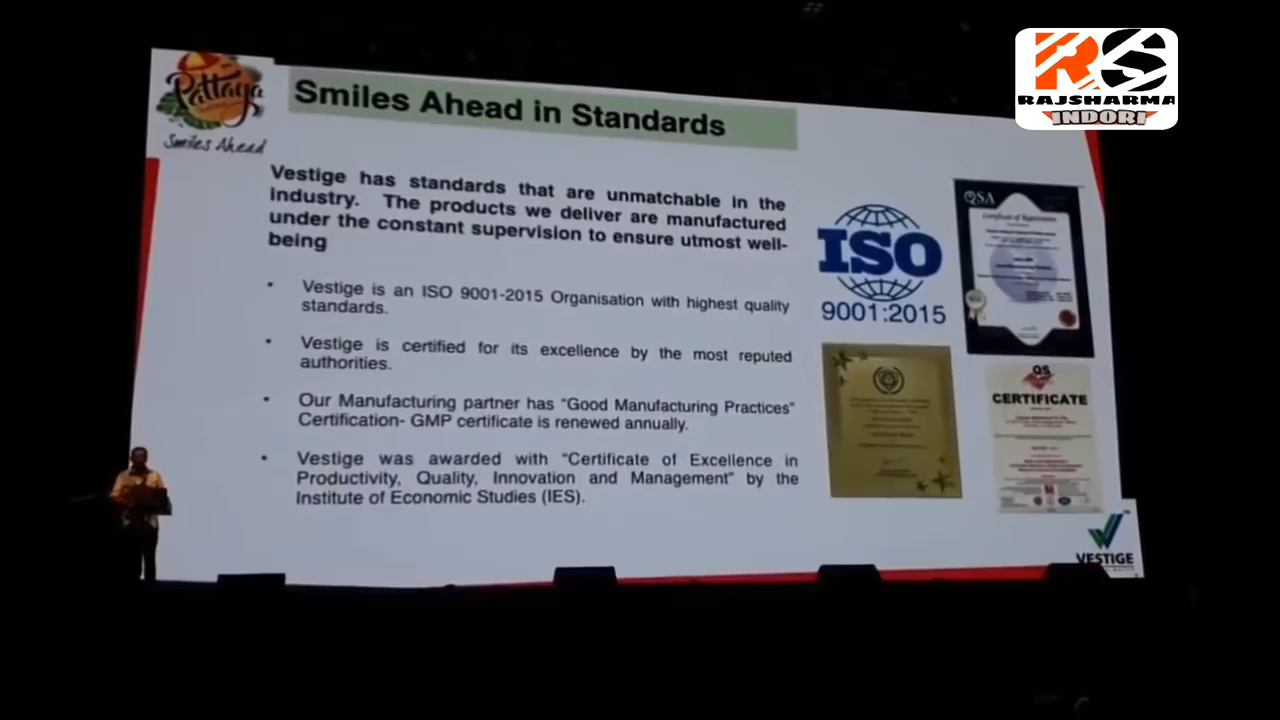 RS
RAJSHARMA
INDORI
Pattaya
Smiles Ahead
Smiles Ahead in Standards
Vestige has standards that are unmatchable in the
industry. The products we deliver are manufactured
under the constant supervision to ensure utmost well-
being
• Vestige is an ISO 9001-2015 Organisation with highest quality
standards.
• Vestige is certified for its excellence by the most reputed
authorities.
• Our Manufacturing partner has “Good Manufacturing Practices”
Certification- GMP certificate is renewed annually.
• Vestige was awarded with “Certificate of Excellence in
Productivity, Quality, Innovation and Management” by the
Institute of Economic Studies (IES).
ISO
9001:2015
QSA
Certificate of Registration
QS
CERTIFICATE
VESTIGE